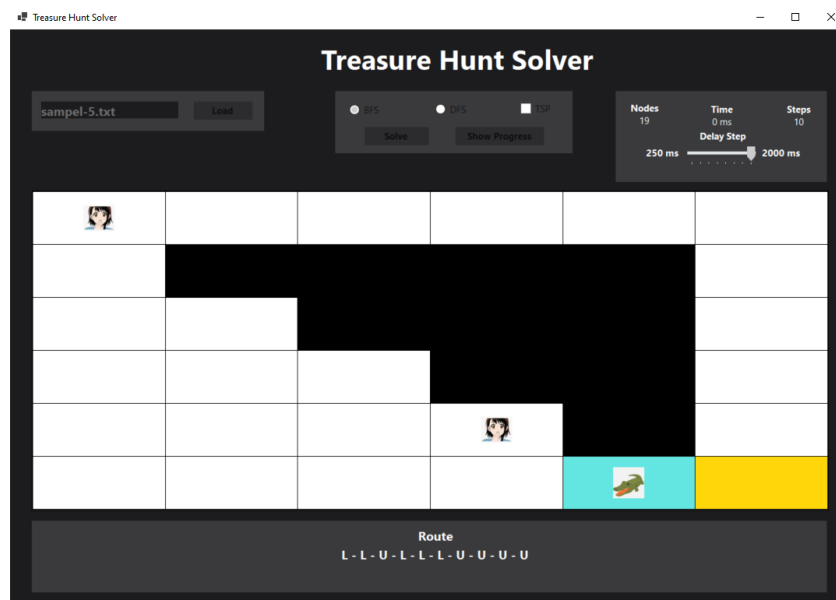 Treasure Hunt Solver
Treasure Hunt Solver
sampel-5.txt Load
BFS DFS TSP
Solve Show Progress
Nodes Time Steps
19 0 ms 10
Delay Step
250 ms 2000 ms
Route
L - L - U - L - L - L - U - U - U - U